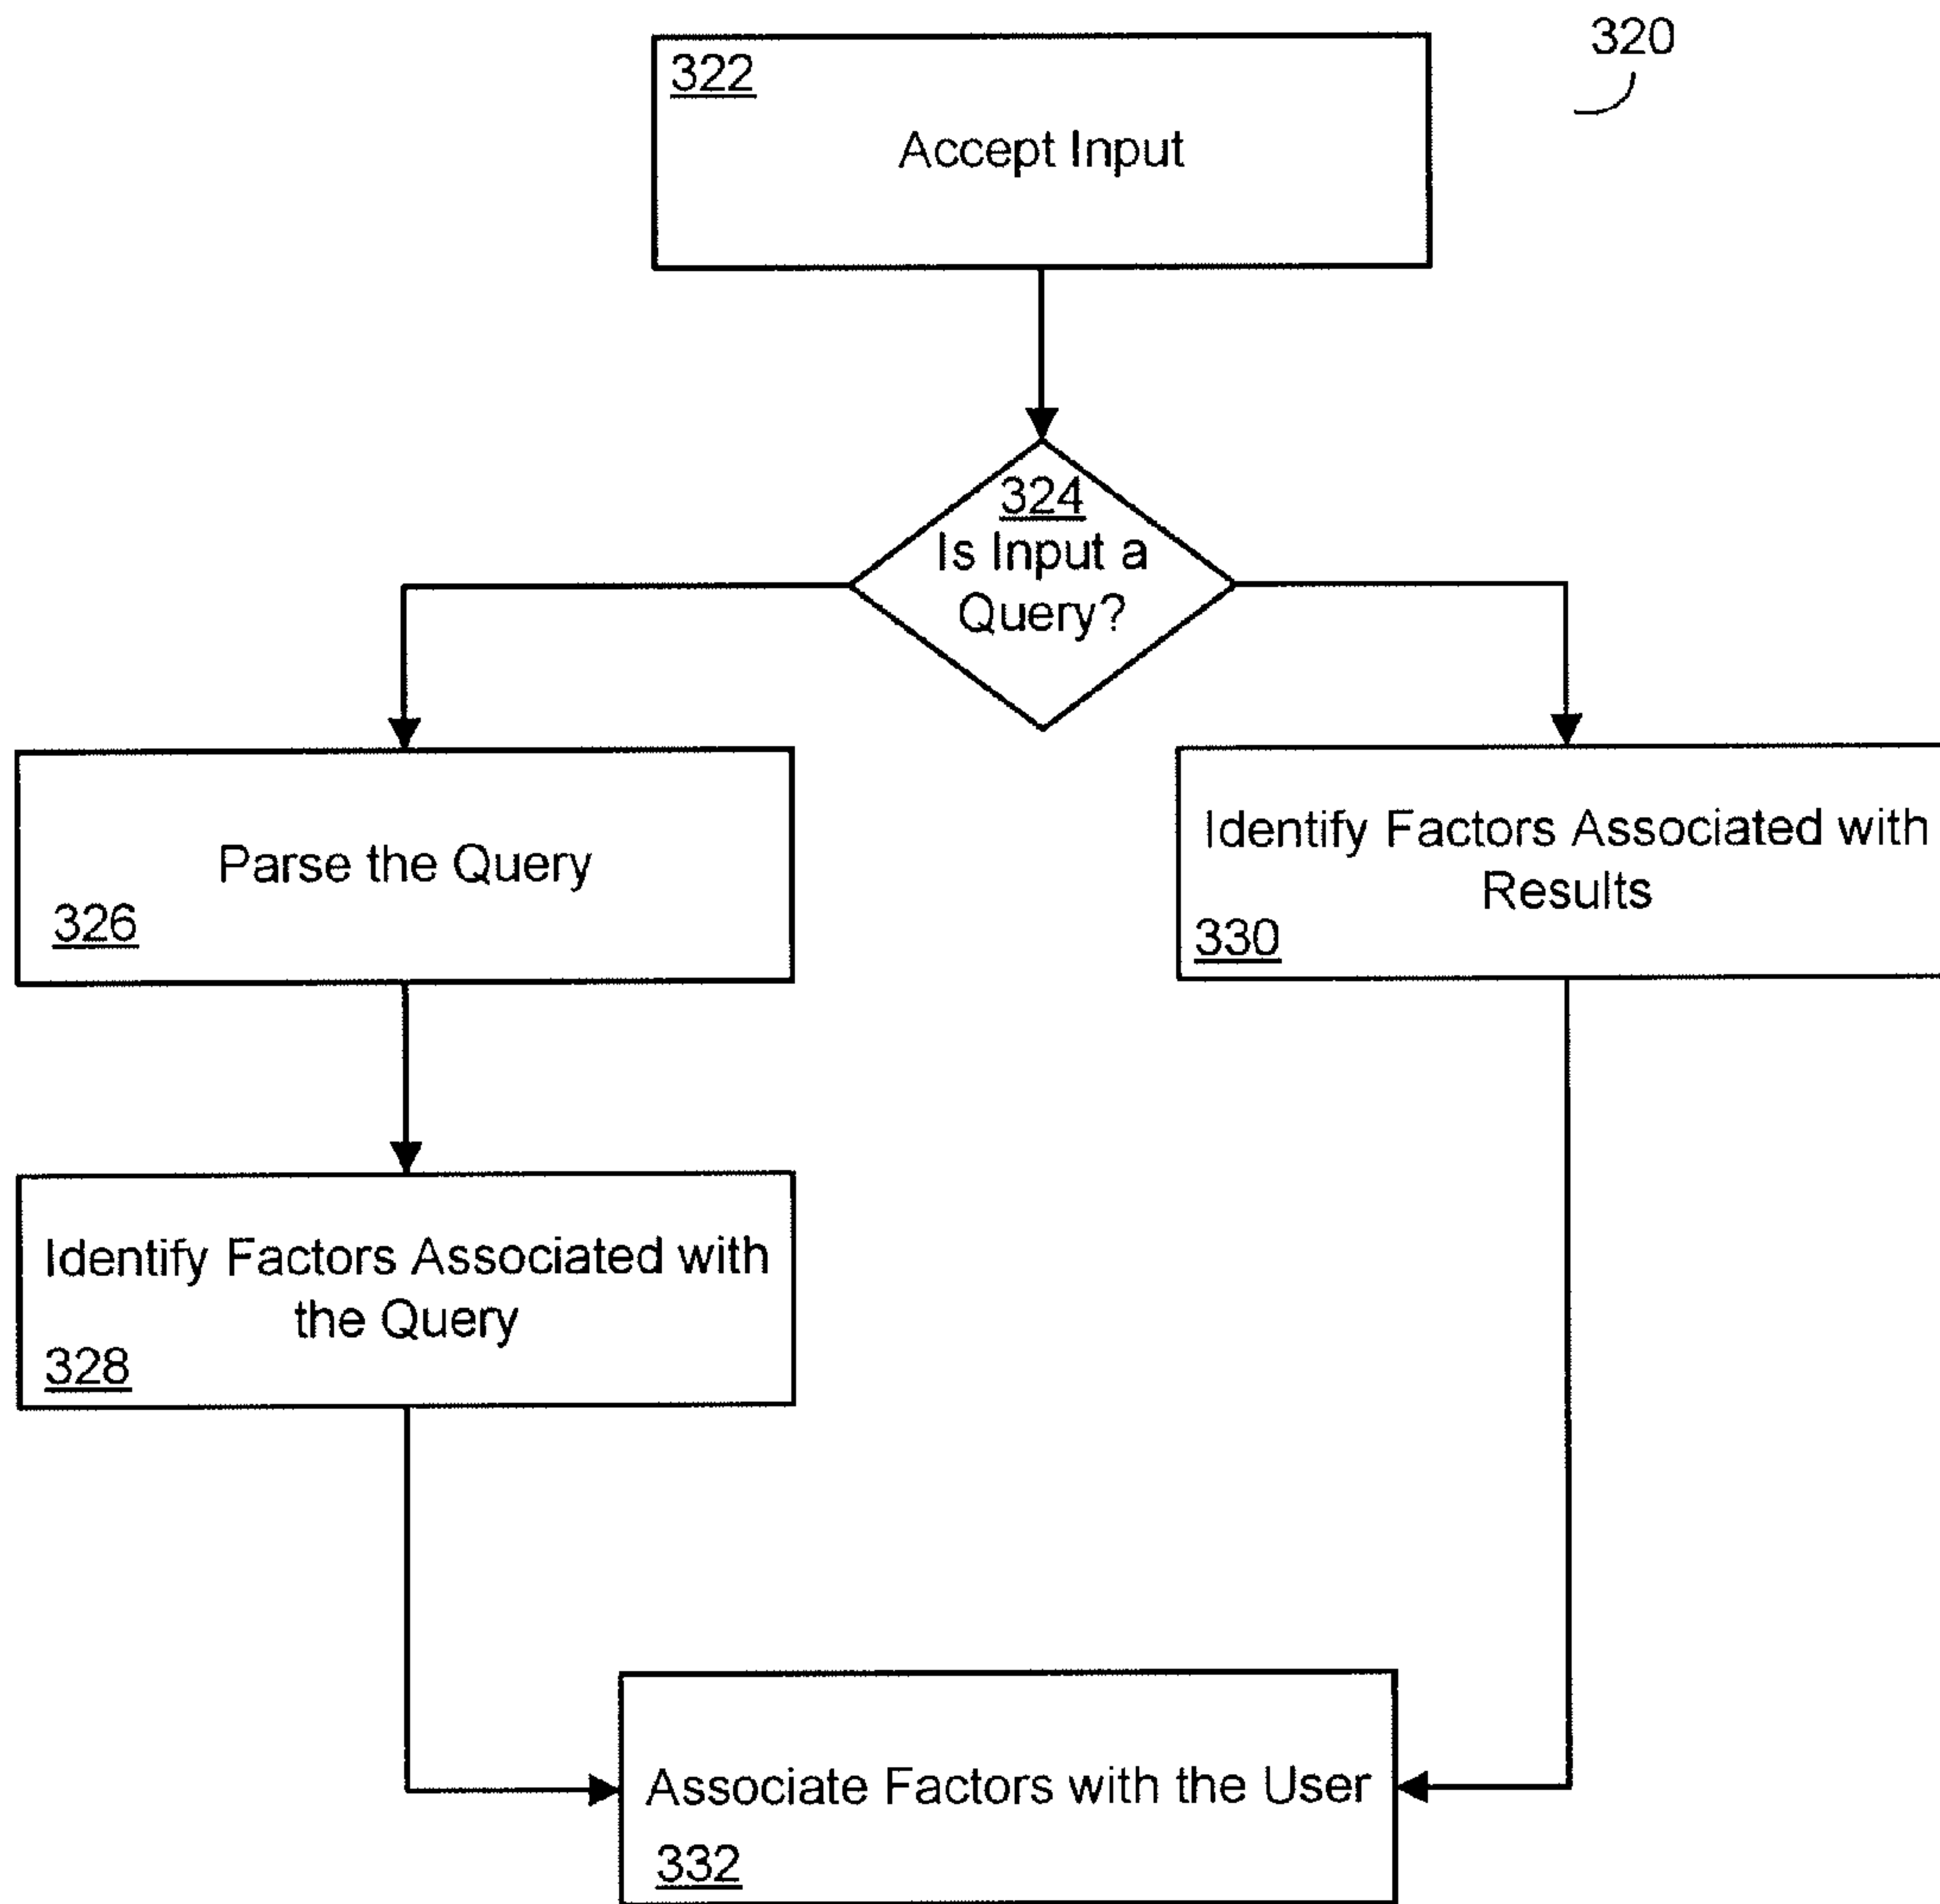 320
322
Accept Input
324
Is Input a
Query?
Parse the Query
326
Identify Factors Associated with
Results
330
Identify Factors Associated with
the Query
328
Associate Factors with the User
332